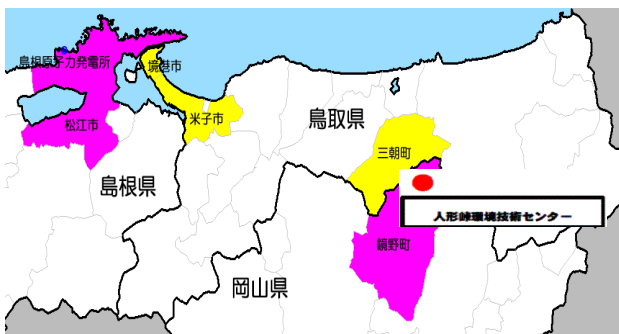 島根原子力発電所
境港市
米子市
松江市
鳥取県
三朝町
島根県
人形峠環境技術センター
鏡野町
岡山県